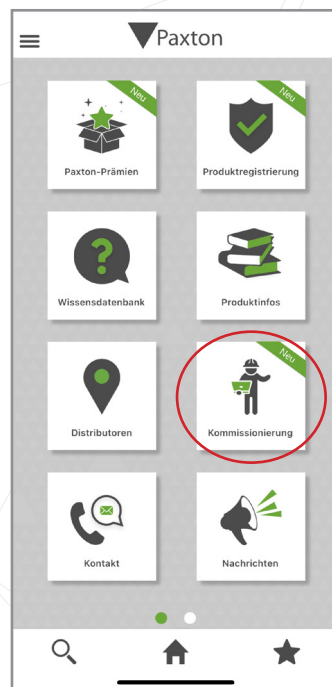 Paxton
Neu
Neu
Paxton-Prämien
Produktregistrierung
?
Wissensdatenbank
Produktinfos
Neu
Distributoren
Kommissionierung
Kontakt
Nachrichten